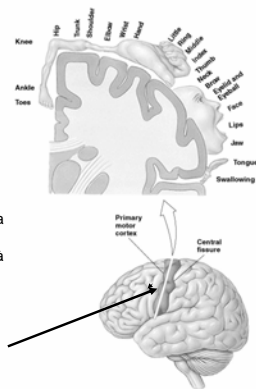 Hip
Trunk
Shoulder
Elbow
Wrist
Hand
Little
Ring
Middle
Index
Thumb
Neck
Brow
Eyelid and
Eyeball
Face
Lips
Jaw
Tongue
Swallowing
Knee
Ankle
Toes
a
a
Primary
motor
cortex
Central
fissure